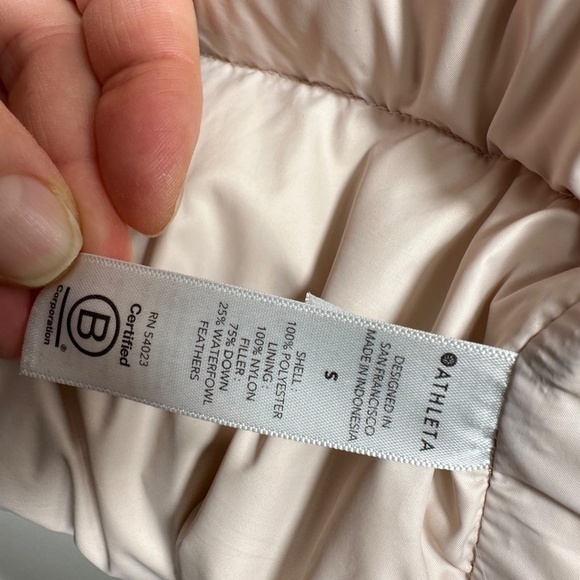 ATHLETA
DESIGNED IN
SAN FRANCISCO
MADE IN INDONESIA
S
SHELL :
100% POLYESTER
LINING :
100% NYLON
FILLER :
75% DOWN
25% WATERFOWL
FEATHERS
RN 54023
Certified
B
®
Corporation